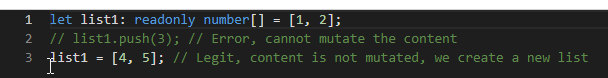 1 let list1: readonly number[] = [1, 2];
2 // list1.push(3); // Error, cannot mutate the content
3 list1 = [4, 5]; // Legit, content is not mutated, we create a new list